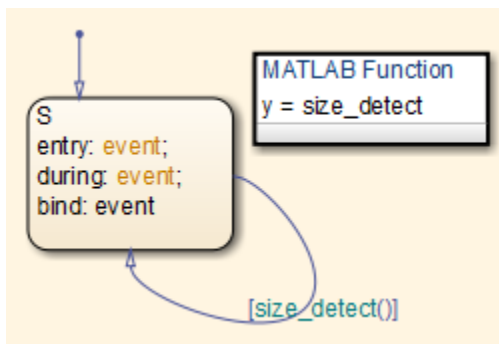 S
entry: event;
during: event;
bind: event
MATLAB Function
y = size_detect
[size_detect()]